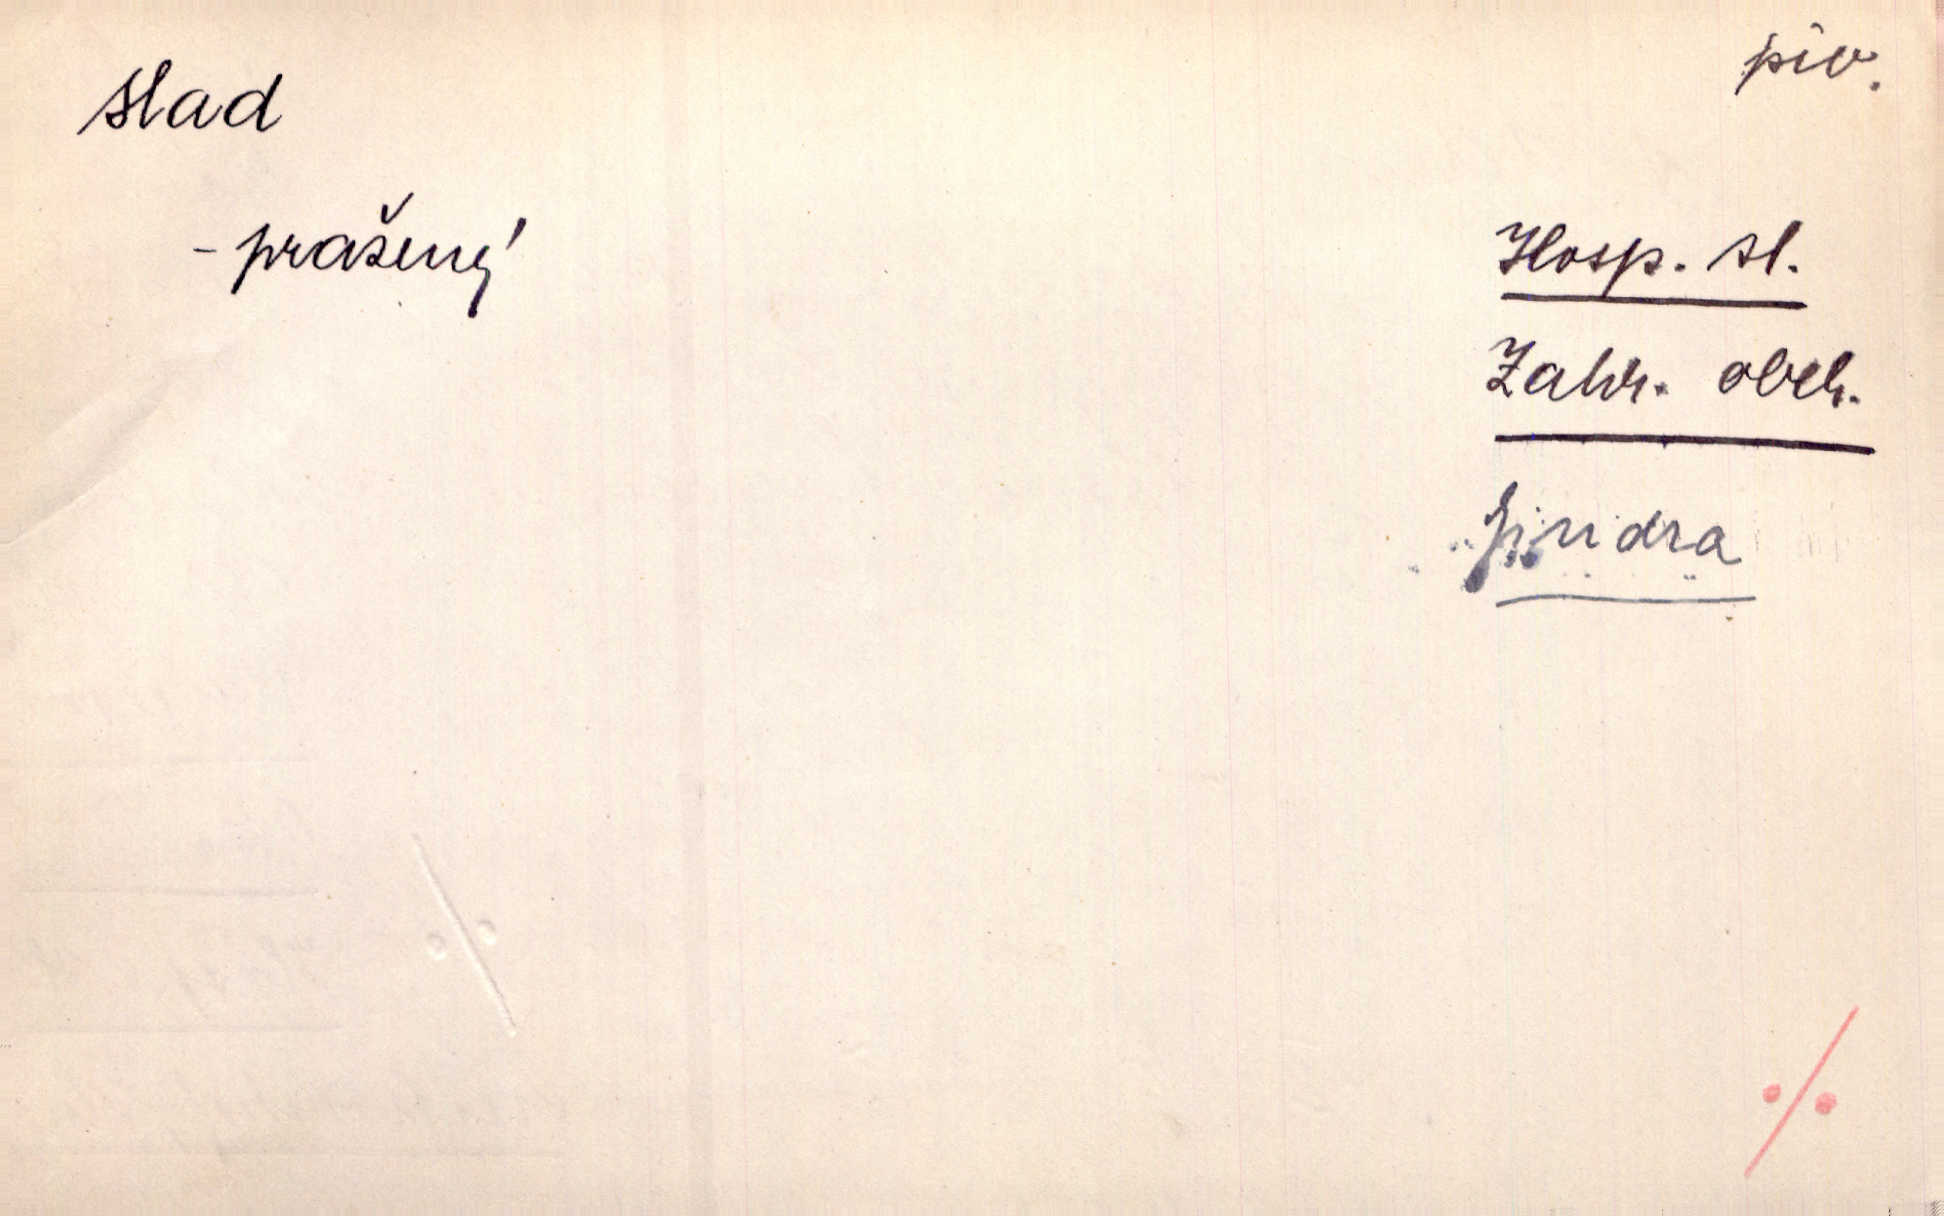 piv.
slad
- pražený
Hosp. sl.
Zahr. obch.
Jindra
·/·